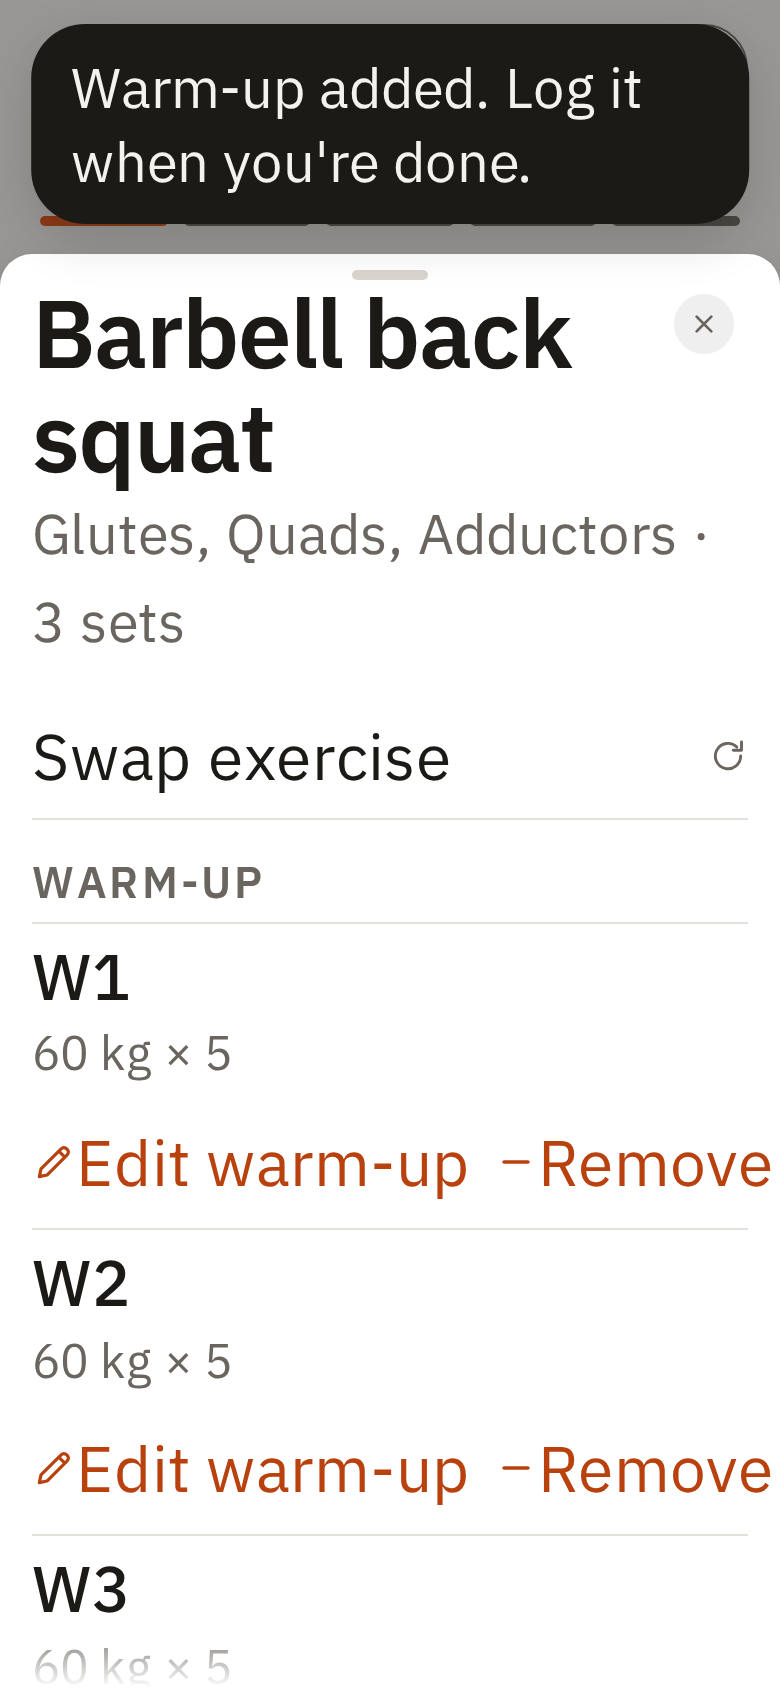 Warm-up added. Log it
when you're done.
Barbell back
squat
Glutes, Quads, Adductors ·
3 sets
Swap exercise
WARM-UP
W1
60 kg × 5
Edit warm-up −Remove
W2
60 kg × 5
Edit warm-up −Remove
W3
60 kg × 5